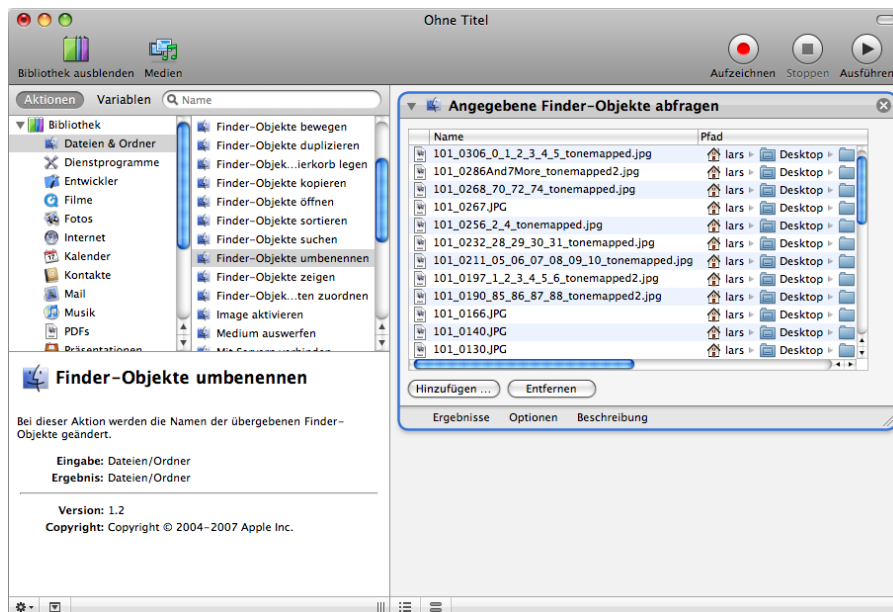 Ohne Titel
Bibliothek ausblenden
Medien
Aufzeichnen
Stoppen
Ausführen
Aktionen
Variablen
Name
Bibliothek
Dateien & Ordner
Dienstprogramme
Entwickler
Filme
Fotos
Internet
Kalender
Kontakte
Mail
Musik
PDFs
Präsentationen
Finder-Objekte bewegen
Finder-Objekte duplizieren
Finder-Objek...ierkorb legen
Finder-Objekte kopieren
Finder-Objekte öffnen
Finder-Objekte sortieren
Finder-Objekte suchen
Finder-Objekte umbenennen
Finder-Objekte zeigen
Finder-Objek...ten zuordnen
Image aktivieren
Medium auswerfen
Mit Servern verbinden
Finder-Objekte umbenennen
Bei dieser Aktion werden die Namen der übergebenen Finder-
Objekte geändert.
Eingabe: Dateien/Ordner
Ergebnis: Dateien/Ordner
Version: 1.2
Copyright: Copyright © 2004–2007 Apple Inc.
Angegebene Finder-Objekte abfragen
Name Pfad
101_0306_0_1_2_3_4_5_tonemapped.jpg lars Desktop
101_0286And7More_tonemapped2.jpg lars Desktop
101_0268_70_72_74_tonemapped.jpg lars Desktop
101_0267.JPG lars Desktop
101_0256_2_4_tonemapped.jpg lars Desktop
101_0232_28_29_30_31_tonemapped.jpg lars Desktop
101_0211_05_06_07_08_09_10_tonemapped.jpg lars Desktop
101_0197_1_2_3_4_5_6_tonemapped2.jpg lars Desktop
101_0190_85_86_87_88_tonemapped2.jpg lars Desktop
101_0166.JPG lars Desktop
101_0140.JPG lars Desktop
101_0130.JPG lars Desktop
Hinzufügen ...
Entfernen
Ergebnisse
Optionen
Beschreibung